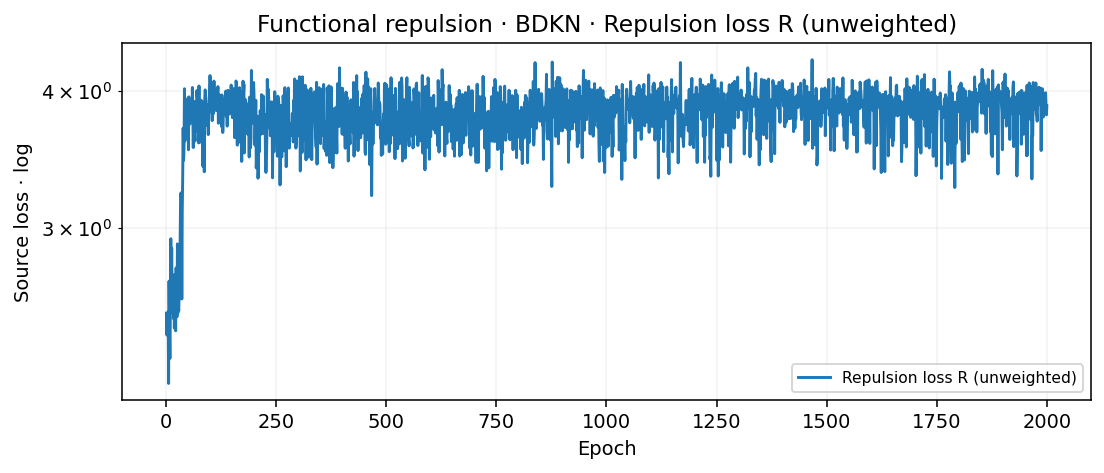 Functional repulsion · BDKN · Repulsion loss R (unweighted)
Source loss · log
4 × 10⁰
3 × 10⁰
Repulsion loss R (unweighted)
0 250 500 750 1000 1250 1500 1750 2000
Epoch